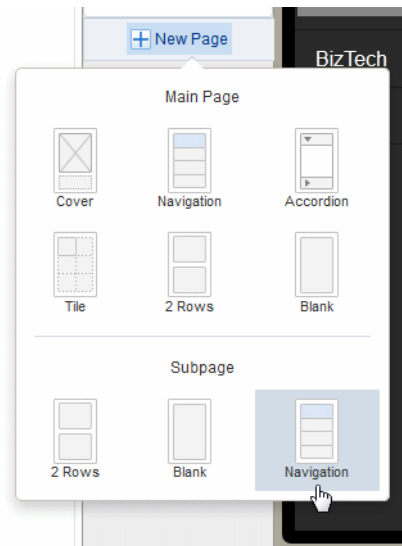 New Page
BizTech
Main Page
Cover Navigation Accordion
Tile 2 Rows Blank
Subpage
2 Rows Blank Navigation